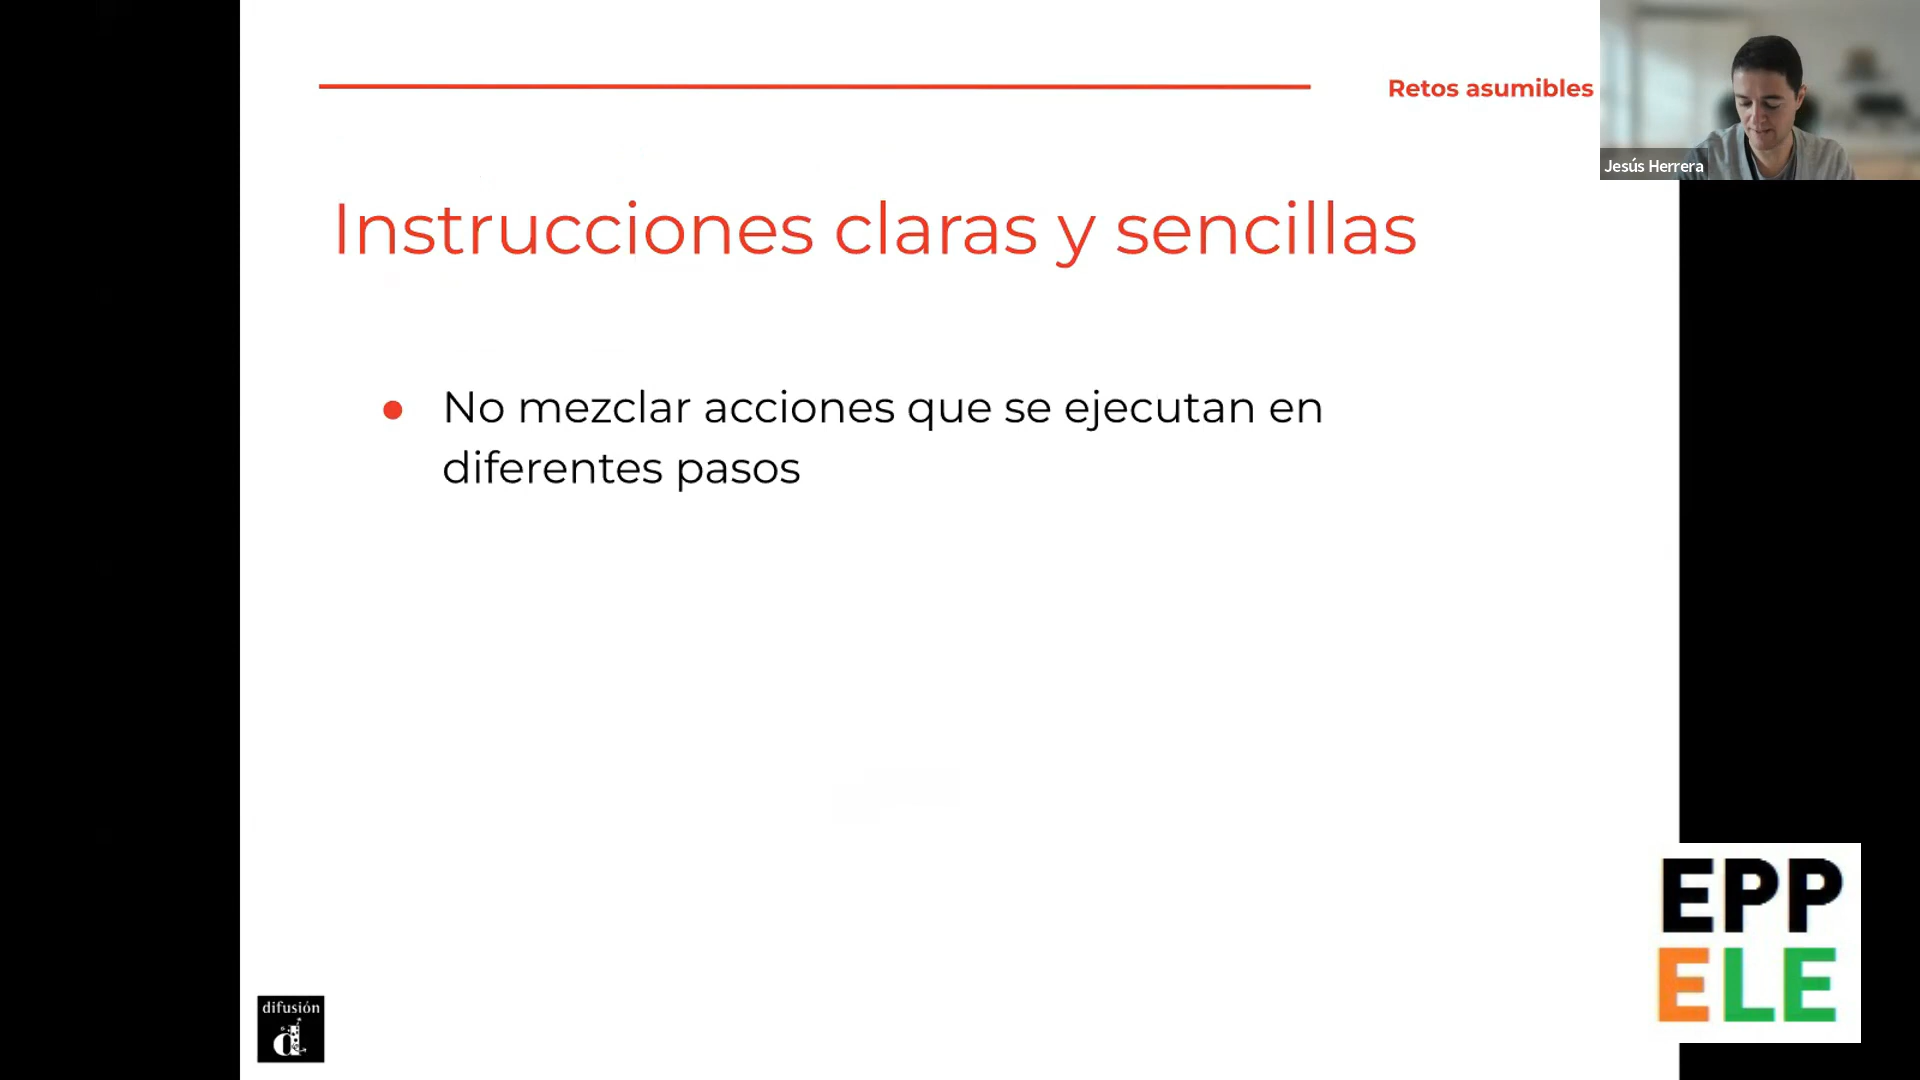 Retos asumibles
Jesús Herrera
Instrucciones claras y sencillas
● No mezclar acciones que se ejecutan en
diferentes pasos
EPP
ELE
difusión
d